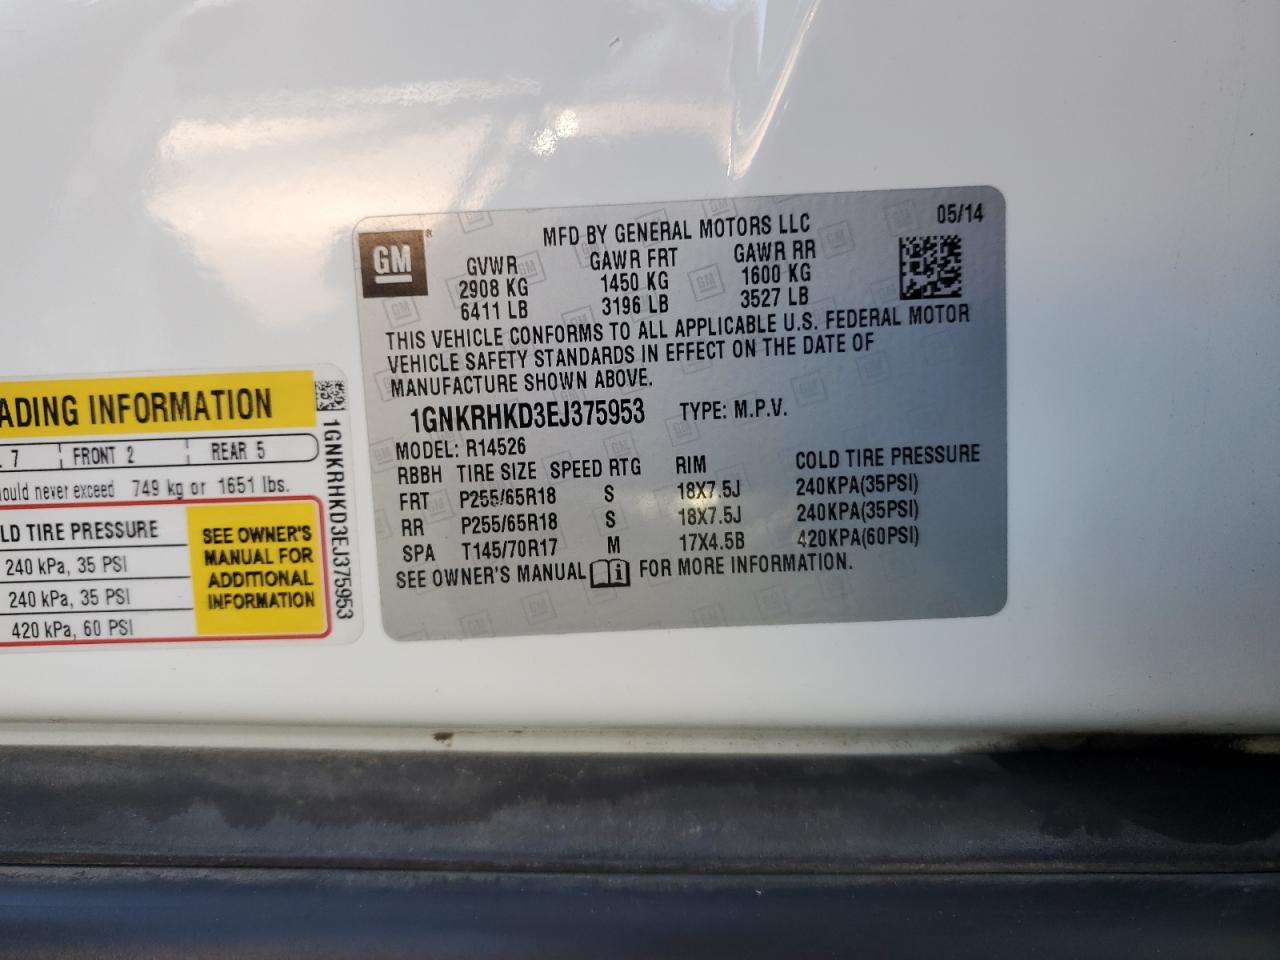 ADING INFORMATION
7 FRONT 2 REAR 5
ould never exceed 749 kg or 1651 lbs.
LD TIRE PRESSURE
240 kPa, 35 PSI
240 kPa, 35 PSI
420 kPa, 60 PSI
SEE OWNER'S
MANUAL FOR
ADDITIONAL
INFORMATION
1GNKRHKD3EJ375953
GM®
MFD BY GENERAL MOTORS LLC 05/14
GVWR GAWR FRT GAWR RR
2908 KG 1450 KG 1600 KG
6411 LB 3196 LB 3527 LB
THIS VEHICLE CONFORMS TO ALL APPLICABLE U.S. FEDERAL MOTOR
VEHICLE SAFETY STANDARDS IN EFFECT ON THE DATE OF
MANUFACTURE SHOWN ABOVE.
1GNKRHKD3EJ375953 TYPE: M.P.V.
MODEL: R14526
RBBH TIRE SIZE SPEED RTG RIM COLD TIRE PRESSURE
FRT P255/65R18 S 18X7.5J 240KPA(35PSI)
RR P255/65R18 S 18X7.5J 240KPA(35PSI)
SPA T145/70R17 M 17X4.5B 420KPA(60PSI)
SEE OWNER'S MANUAL i FOR MORE INFORMATION.